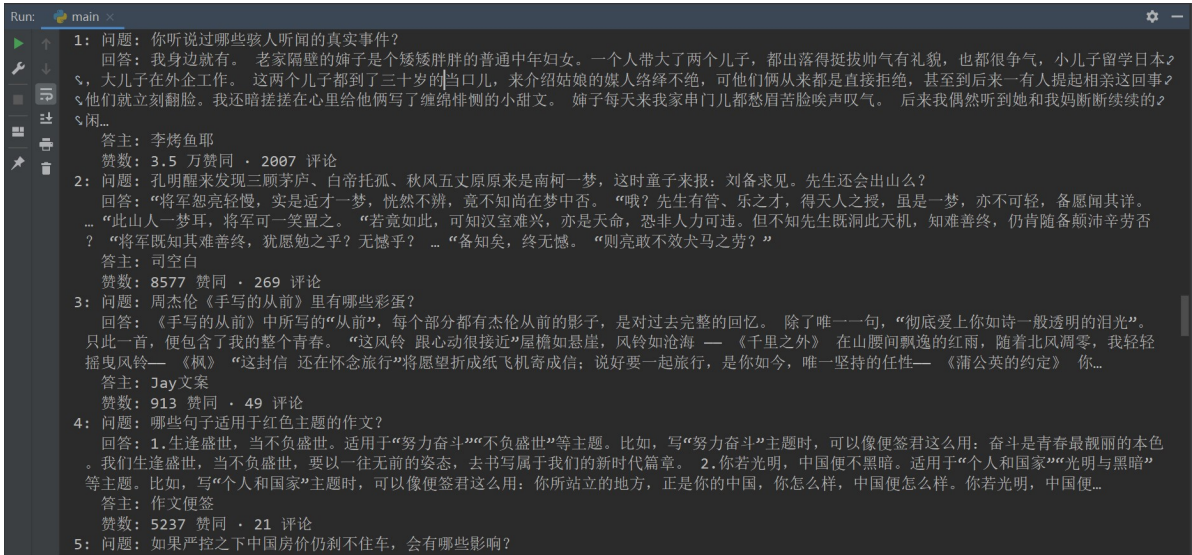 Run: main
1: 问题: 你听说过哪些骇人听闻的真实事件？
回答: 我身边就有。 老家隔壁的婶子是个矮矮胖胖的普通中年妇女。一个人带大了两个儿子，都出落得挺拔帅气有礼貌，也都很争气，小儿子留学日本
，大儿子在外企工作。 这两个儿子都到了三十岁的当口儿，来介绍姑娘的媒人络绎不绝，可他们俩从来都是直接拒绝，甚至到后来一有人提起相亲这回事
他们就立刻翻脸。我还暗搓搓在心里给他俩写了缠绵悱恻的小甜文。 婶子每天来我家串门儿都愁眉苦脸唉声叹气。 后来我偶然听到她和我妈断断续续的
闲…
答主: 李烤鱼耶
赞数: 3.5 万赞同 · 2007 评论
2: 问题: 孔明醒来发现三顾茅庐、白帝托孤、秋风五丈原原来是南柯一梦，这时童子来报：刘备求见。先生还会出山么？
回答: “将军恕亮轻慢，实是适才一梦，恍然不辨，竟不知尚在梦中否。 “哦？先生有管、乐之才，得天人之授，虽是一梦，亦不可轻，备愿闻其详。
… “此山人一梦耳，将军可一笑置之。 “若竟如此，可知汉室难兴，亦是天命，恐非人力可违。但不知先生既洞此天机，知难善终，仍肯随备颠沛辛劳否
？ “将军既知其难善终，犹愿勉之乎？无憾乎？ … “备知矣，终无憾。 “则亮敢不效犬马之劳？”
答主: 司空白
赞数: 8577 赞同 · 269 评论
3: 问题: 周杰伦《手写的从前》里有哪些彩蛋？
回答: 《手写的从前》中所写的“从前”，每个部分都有杰伦从前的影子，是对过去完整的回忆。 除了唯一一句，“彻底爱上你如诗一般透明的泪光”。
只此一首，便包含了我的整个青春。 “这风铃 跟心动很接近”屋檐如悬崖，风铃如沧海 —— 《千里之外》 在山腰间飘逸的红雨，随着北风凋零，我轻轻
摇曳风铃—— 《枫》 “这封信 还在怀念旅行”将愿望折成纸飞机寄成信；说好要一起旅行，是你如今，唯一坚持的任性—— 《蒲公英的约定》 你…
答主: Jay文案
赞数: 913 赞同 · 49 评论
4: 问题: 哪些句子适用于红色主题的作文？
回答: 1.生逢盛世，当不负盛世。适用于“努力奋斗”“不负盛世”等主题。比如，写“努力奋斗”主题时，可以像便签君这么用：奋斗是青春最靓丽的本色
。我们生逢盛世，当不负盛世，要以一往无前的姿态，去书写属于我们的新时代篇章。 2.你若光明，中国便不黑暗。适用于“个人和国家”“光明与黑暗”
等主题。比如，写“个人和国家”主题时，可以像便签君这么用：你所站立的地方，正是你的中国，你怎么样，中国便怎么样。你若光明，中国便…
答主: 作文便签
赞数: 5237 赞同 · 21 评论
5: 问题: 如果严控之下中国房价仍刹不住车，会有哪些影响？